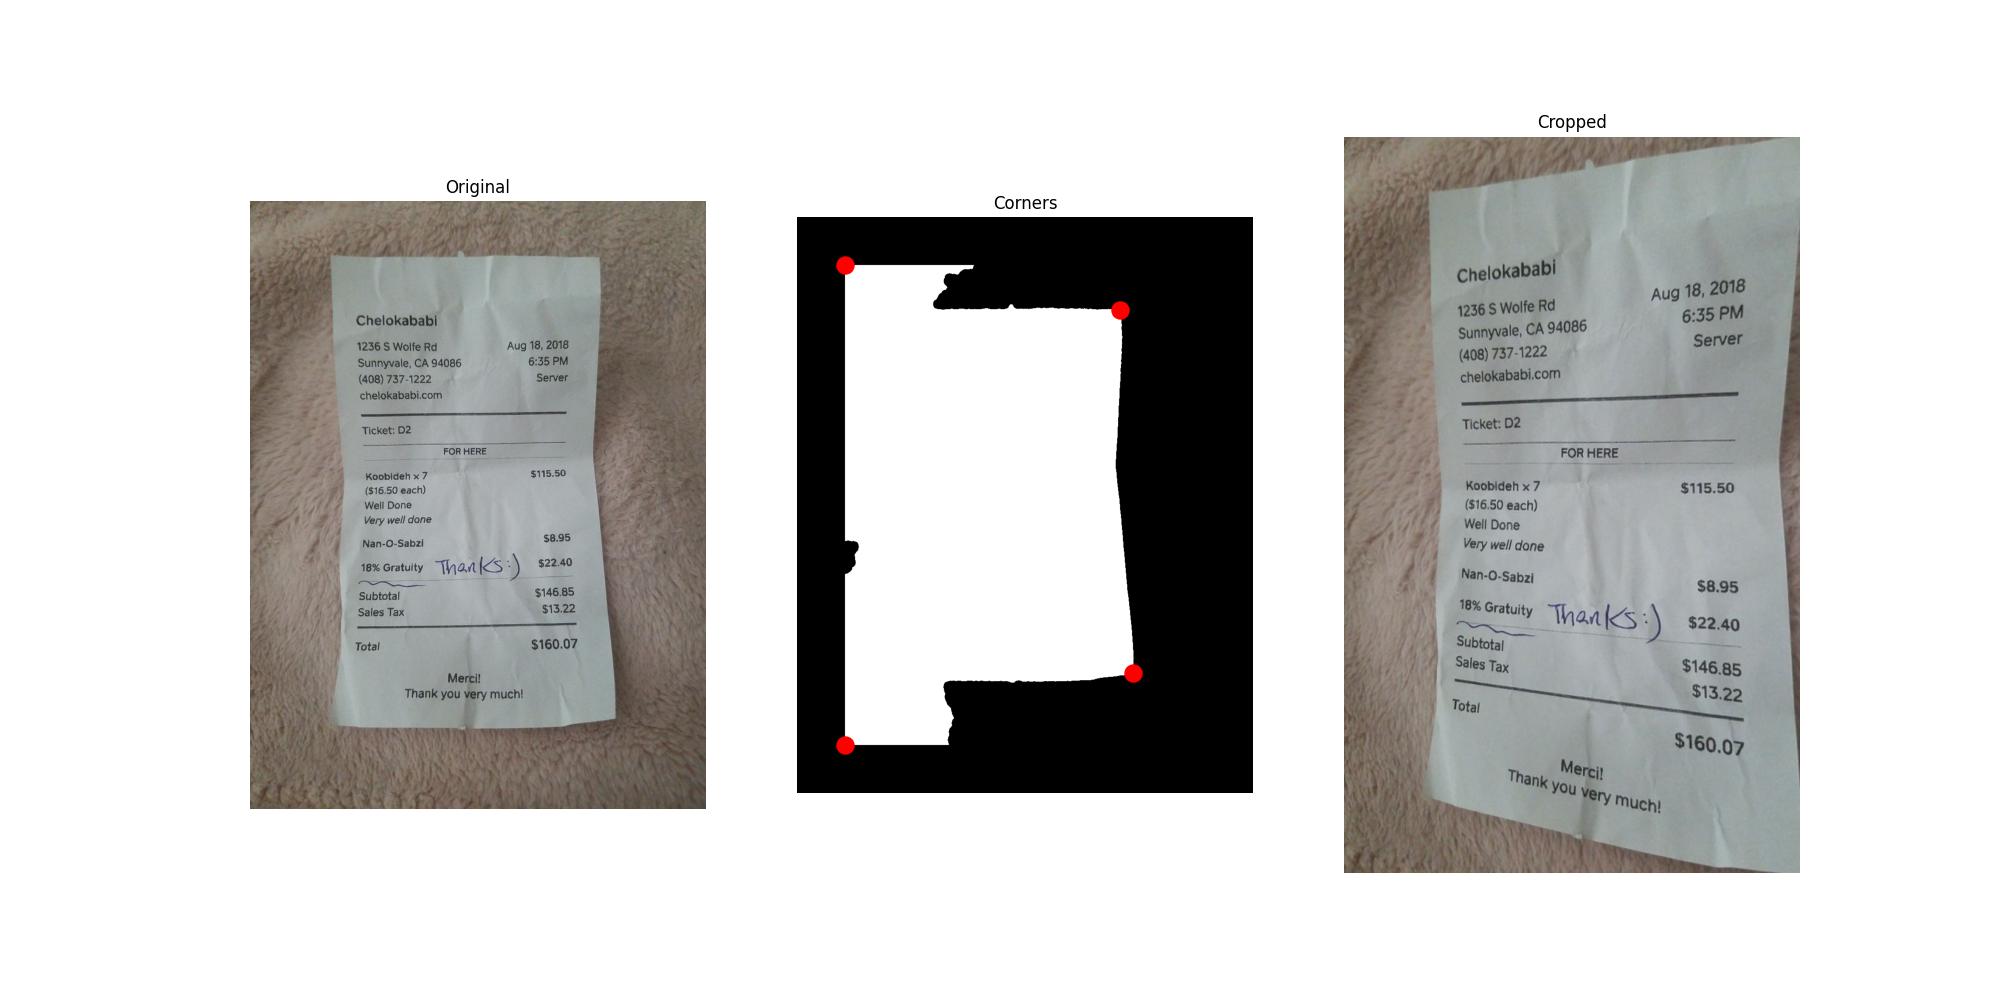 Original
Chelokababi
1236 S Wolfe Rd
Sunnyvale, CA 94086
(408) 737-1222
chelokababi.com
Aug 18, 2018
6:35 PM
Server
Ticket: D2
FOR HERE
Koobideh x 7 $115.50
($16.50 each)
Well Done
Very well done
Nan-O-Sabzi $8.95
18% Gratuity Thanks:) $22.40
Subtotal $146.85
Sales Tax $13.22
Total $160.07
Merci!
Thank you very much!
Corners
Cropped
Chelokababi
1236 S Wolfe Rd
Sunnyvale, CA 94086
(408) 737-1222
chelokababi.com
Aug 18, 2018
6:35 PM
Server
Ticket: D2
FOR HERE
Koobideh x 7 $115.50
($16.50 each)
Well Done
Very well done
Nan-O-Sabzi $8.95
18% Gratuity Thanks:) $22.40
Subtotal $146.85
Sales Tax $13.22
Total $160.07
Merci!
Thank you very much!